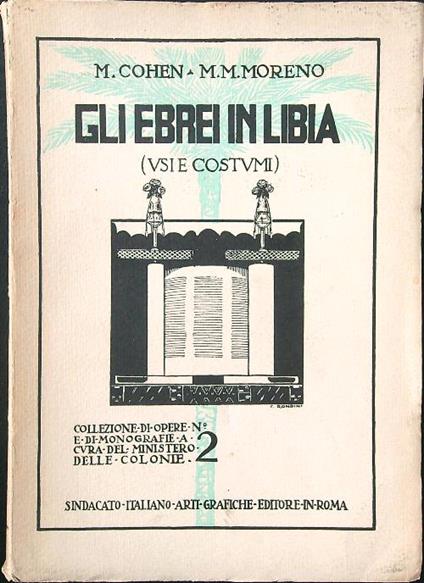 M. COHEN - M. M. MORENO
GLI EBREI IN LIBIA
(VSI E COSTVMI)
C. RONDINI
COLLEZIONE · DI · OPERE · Nº
E · DI · MONOGRAFIE · A ·
CVRA · DEL · MINISTERO ·
DELLE · COLONIE · 2
SINDACATO - ITALIANO - ARTI - GRAFICHE - EDITORE - IN - ROMA